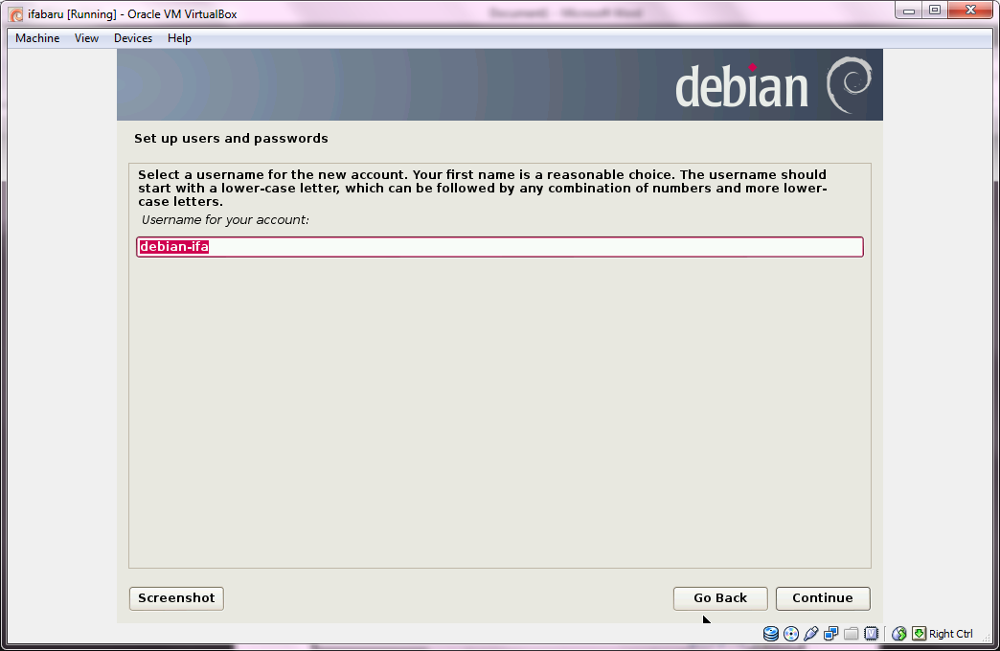 ifabaru [Running] - Oracle VM VirtualBox
Machine View Devices Help
debian
Set up users and passwords
Select a username for the new account. Your first name is a reasonable choice. The username should
start with a lower-case letter, which can be followed by any combination of numbers and more lower-
case letters.
Username for your account:
debian-ifa
Screenshot Go Back Continue
Right Ctrl